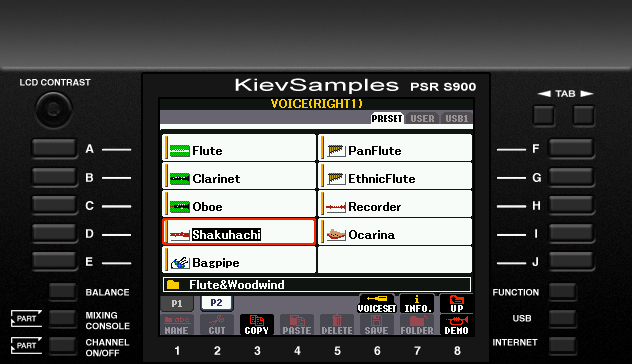 LCD CONTRAST
KievSamples PSR S900
TAB
VOICE(RIGHT1)
PRESET USER USB1
A Flute PanFlute F
B Clarinet EthnicFlute G
C Oboe Recorder H
D Shakuhachi Ocarina I
E Bagpipe J
Flute&Woodwind
BALANCE P1 P2 VOICESET INFO. UP FUNCTION
PART MIXING CONSOLE NAME CUT COPY PASTE DELETE SAVE FOLDER DEMO USB
PART CHANNEL ON/OFF 1 2 3 4 5 6 7 8 INTERNET